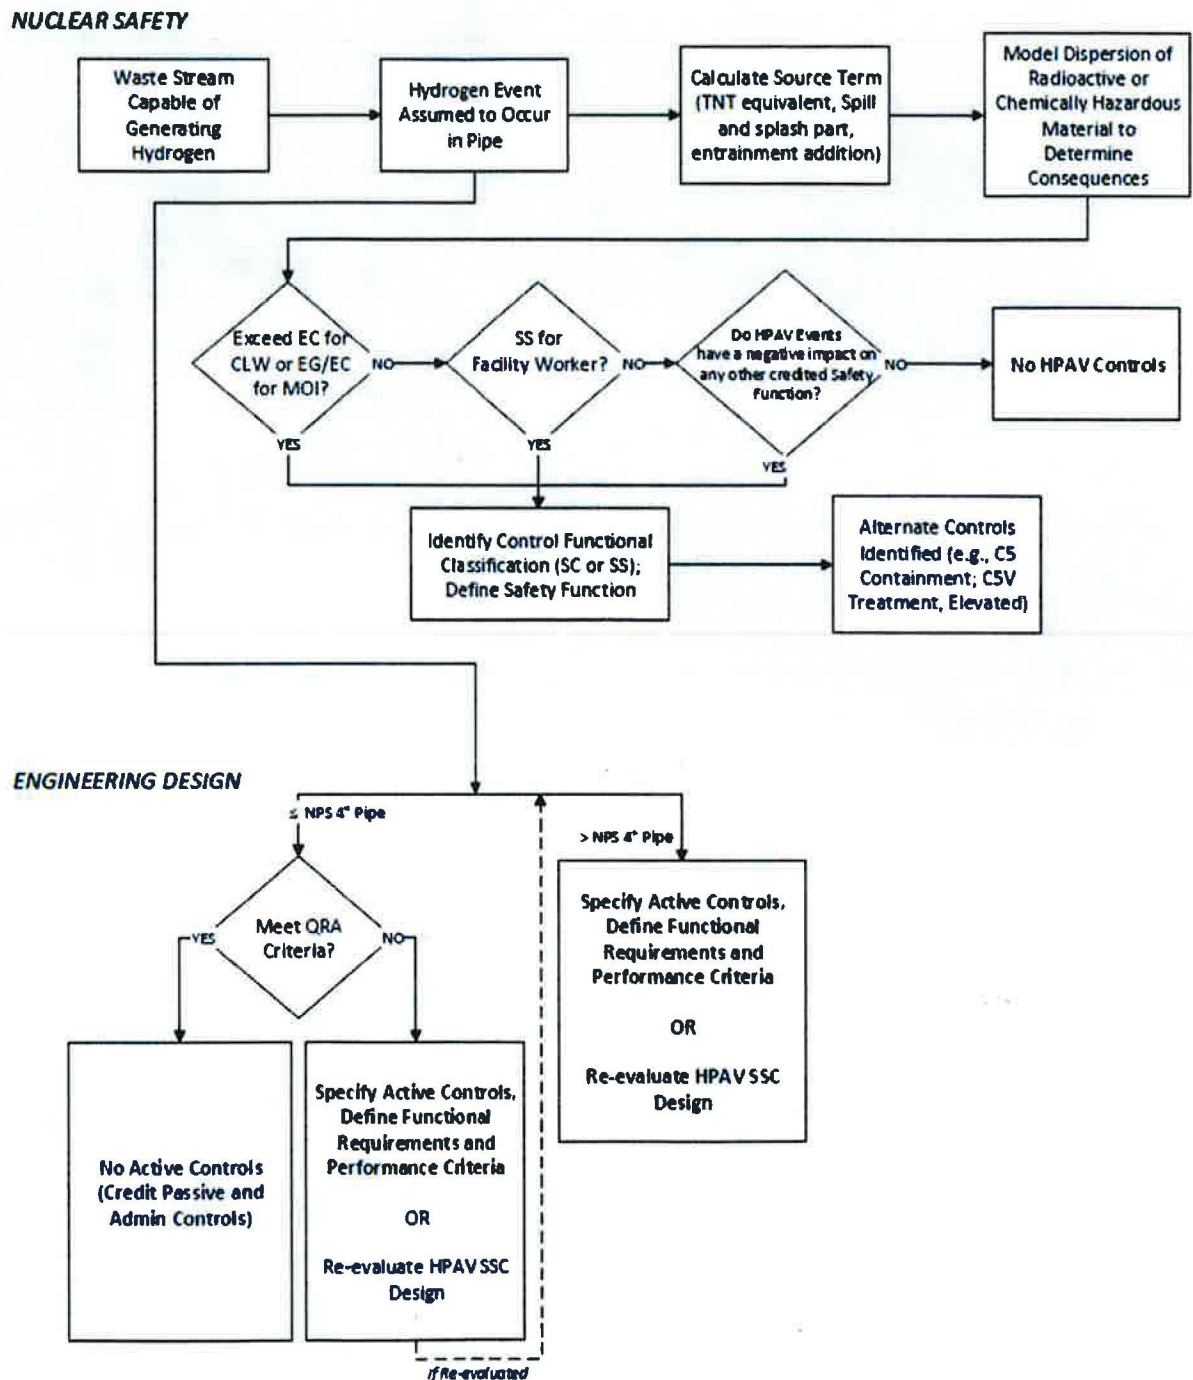 NUCLEAR SAFETY
Waste Stream
Capable of
Generating
Hydrogen
Hydrogen Event
Assumed to Occur
in Pipe
Calculate Source Term
(TNT equivalent, Spill
and splash part,
entrainment addition)
Model Dispersion of
Radioactive or
Chemically Hazardous
Material to
Determine
Consequences
Exceed EC for
CLW or EG/EC
for MOI?
NO
YES
SS for
Facility Worker?
NO
YES
Do HPAV Events
have a negative impact on
any other credited Safety
Function?
NO
YES
No HPAV Controls
Identify Control Functional
Classification (SC or SS);
Define Safety Function
Alternate Controls
Identified (e.g., C5
Containment; C5V
Treatment, Elevated)
ENGINEERING DESIGN
≤ NPS 4" Pipe
> NPS 4" Pipe
Meet QRA
Criteria?
YES
NO
Specify Active Controls,
Define Functional
Requirements and
Performance Criteria
OR
Re-evaluate HPAV SSC
Design
No Active Controls
(Credit Passive and
Admin Controls)
Specify Active Controls,
Define Functional
Requirements and
Performance Criteria
OR
Re-evaluate HPAV SSC
Design
If Re-evaluated